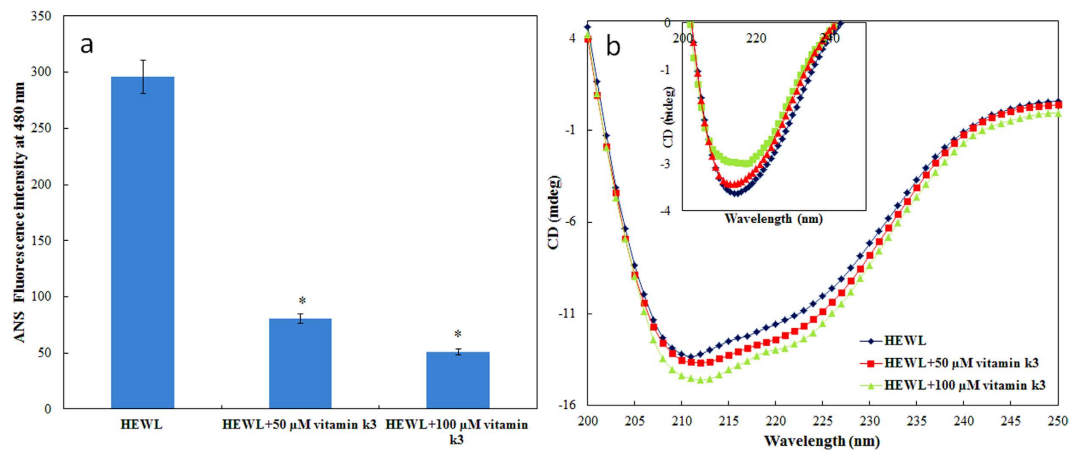 a
ANS Fluorescence intensity at 480 nm
350
300
250
200
150
100
50
0
*
*
HEWL
HEWL+50 µM vitamin k3
HEWL+100 µM vitamin
k3
b
CD (mdeg)
4
-1
-6
-11
-16
200 205 210 215 220 225 230 235 240 245 250
Wavelength (nm)
200 220 240
0
-1
-2
-3
-4
CD (mdeg)
Wavelength (nm)
HEWL
HEWL+50 µM vitamin k3
HEWL+100 µM vitamin k3